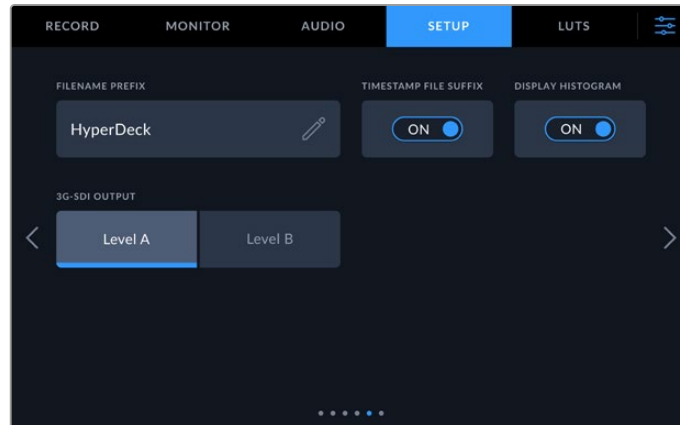 RECORD MONITOR AUDIO SETUP LUTS
FILENAME PREFIX TIMESTAMP FILE SUFFIX DISPLAY HISTOGRAM
HyperDeck ON ON
3G-SDI OUTPUT
Level A Level B